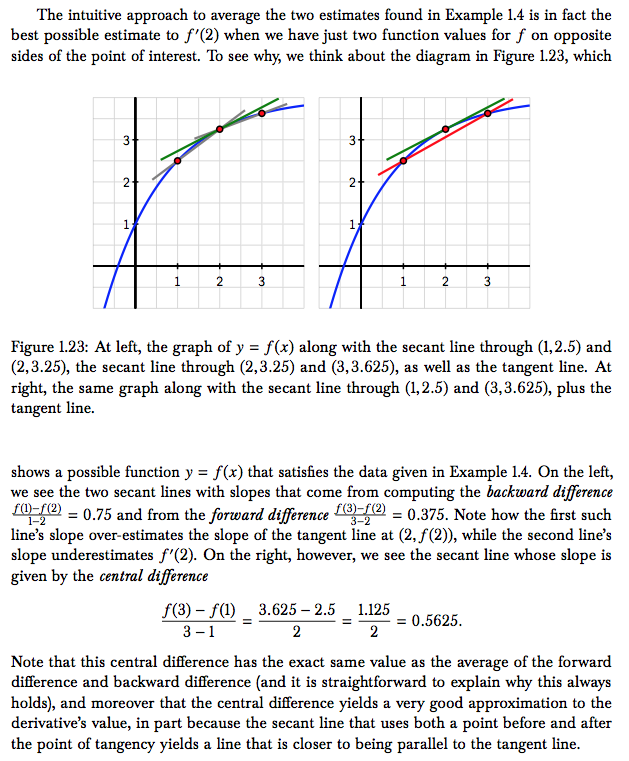 The intuitive approach to average the two estimates found in Example 1.4 is in fact the
best possible estimate to f′(2) when we have just two function values for f on opposite
sides of the point of interest. To see why, we think about the diagram in Figure 1.23, which
3
2
1
1 2 3
3
2
1
1 2 3
Figure 1.23: At left, the graph of y = f(x) along with the secant line through (1,2.5) and
(2,3.25), the secant line through (2,3.25) and (3,3.625), as well as the tangent line. At
right, the same graph along with the secant line through (1,2.5) and (3,3.625), plus the
tangent line.
shows a possible function y = f(x) that satisfies the data given in Example 1.4. On the left,
we see the two secant lines with slopes that come from computing the backward difference
f(1)−f(2)/1−2 = 0.75 and from the forward difference f(3)−f(2)/3−2 = 0.375. Note how the first such
line's slope over-estimates the slope of the tangent line at (2, f(2)), while the second line's
slope underestimates f′(2). On the right, however, we see the secant line whose slope is
given by the central difference
f(3) − f(1)/3 − 1 = 3.625 − 2.5/2 = 1.125/2 = 0.5625.
Note that this central difference has the exact same value as the average of the forward
difference and backward difference (and it is straightforward to explain why this always
holds), and moreover that the central difference yields a very good approximation to the
derivative's value, in part because the secant line that uses both a point before and after
the point of tangency yields a line that is closer to being parallel to the tangent line.